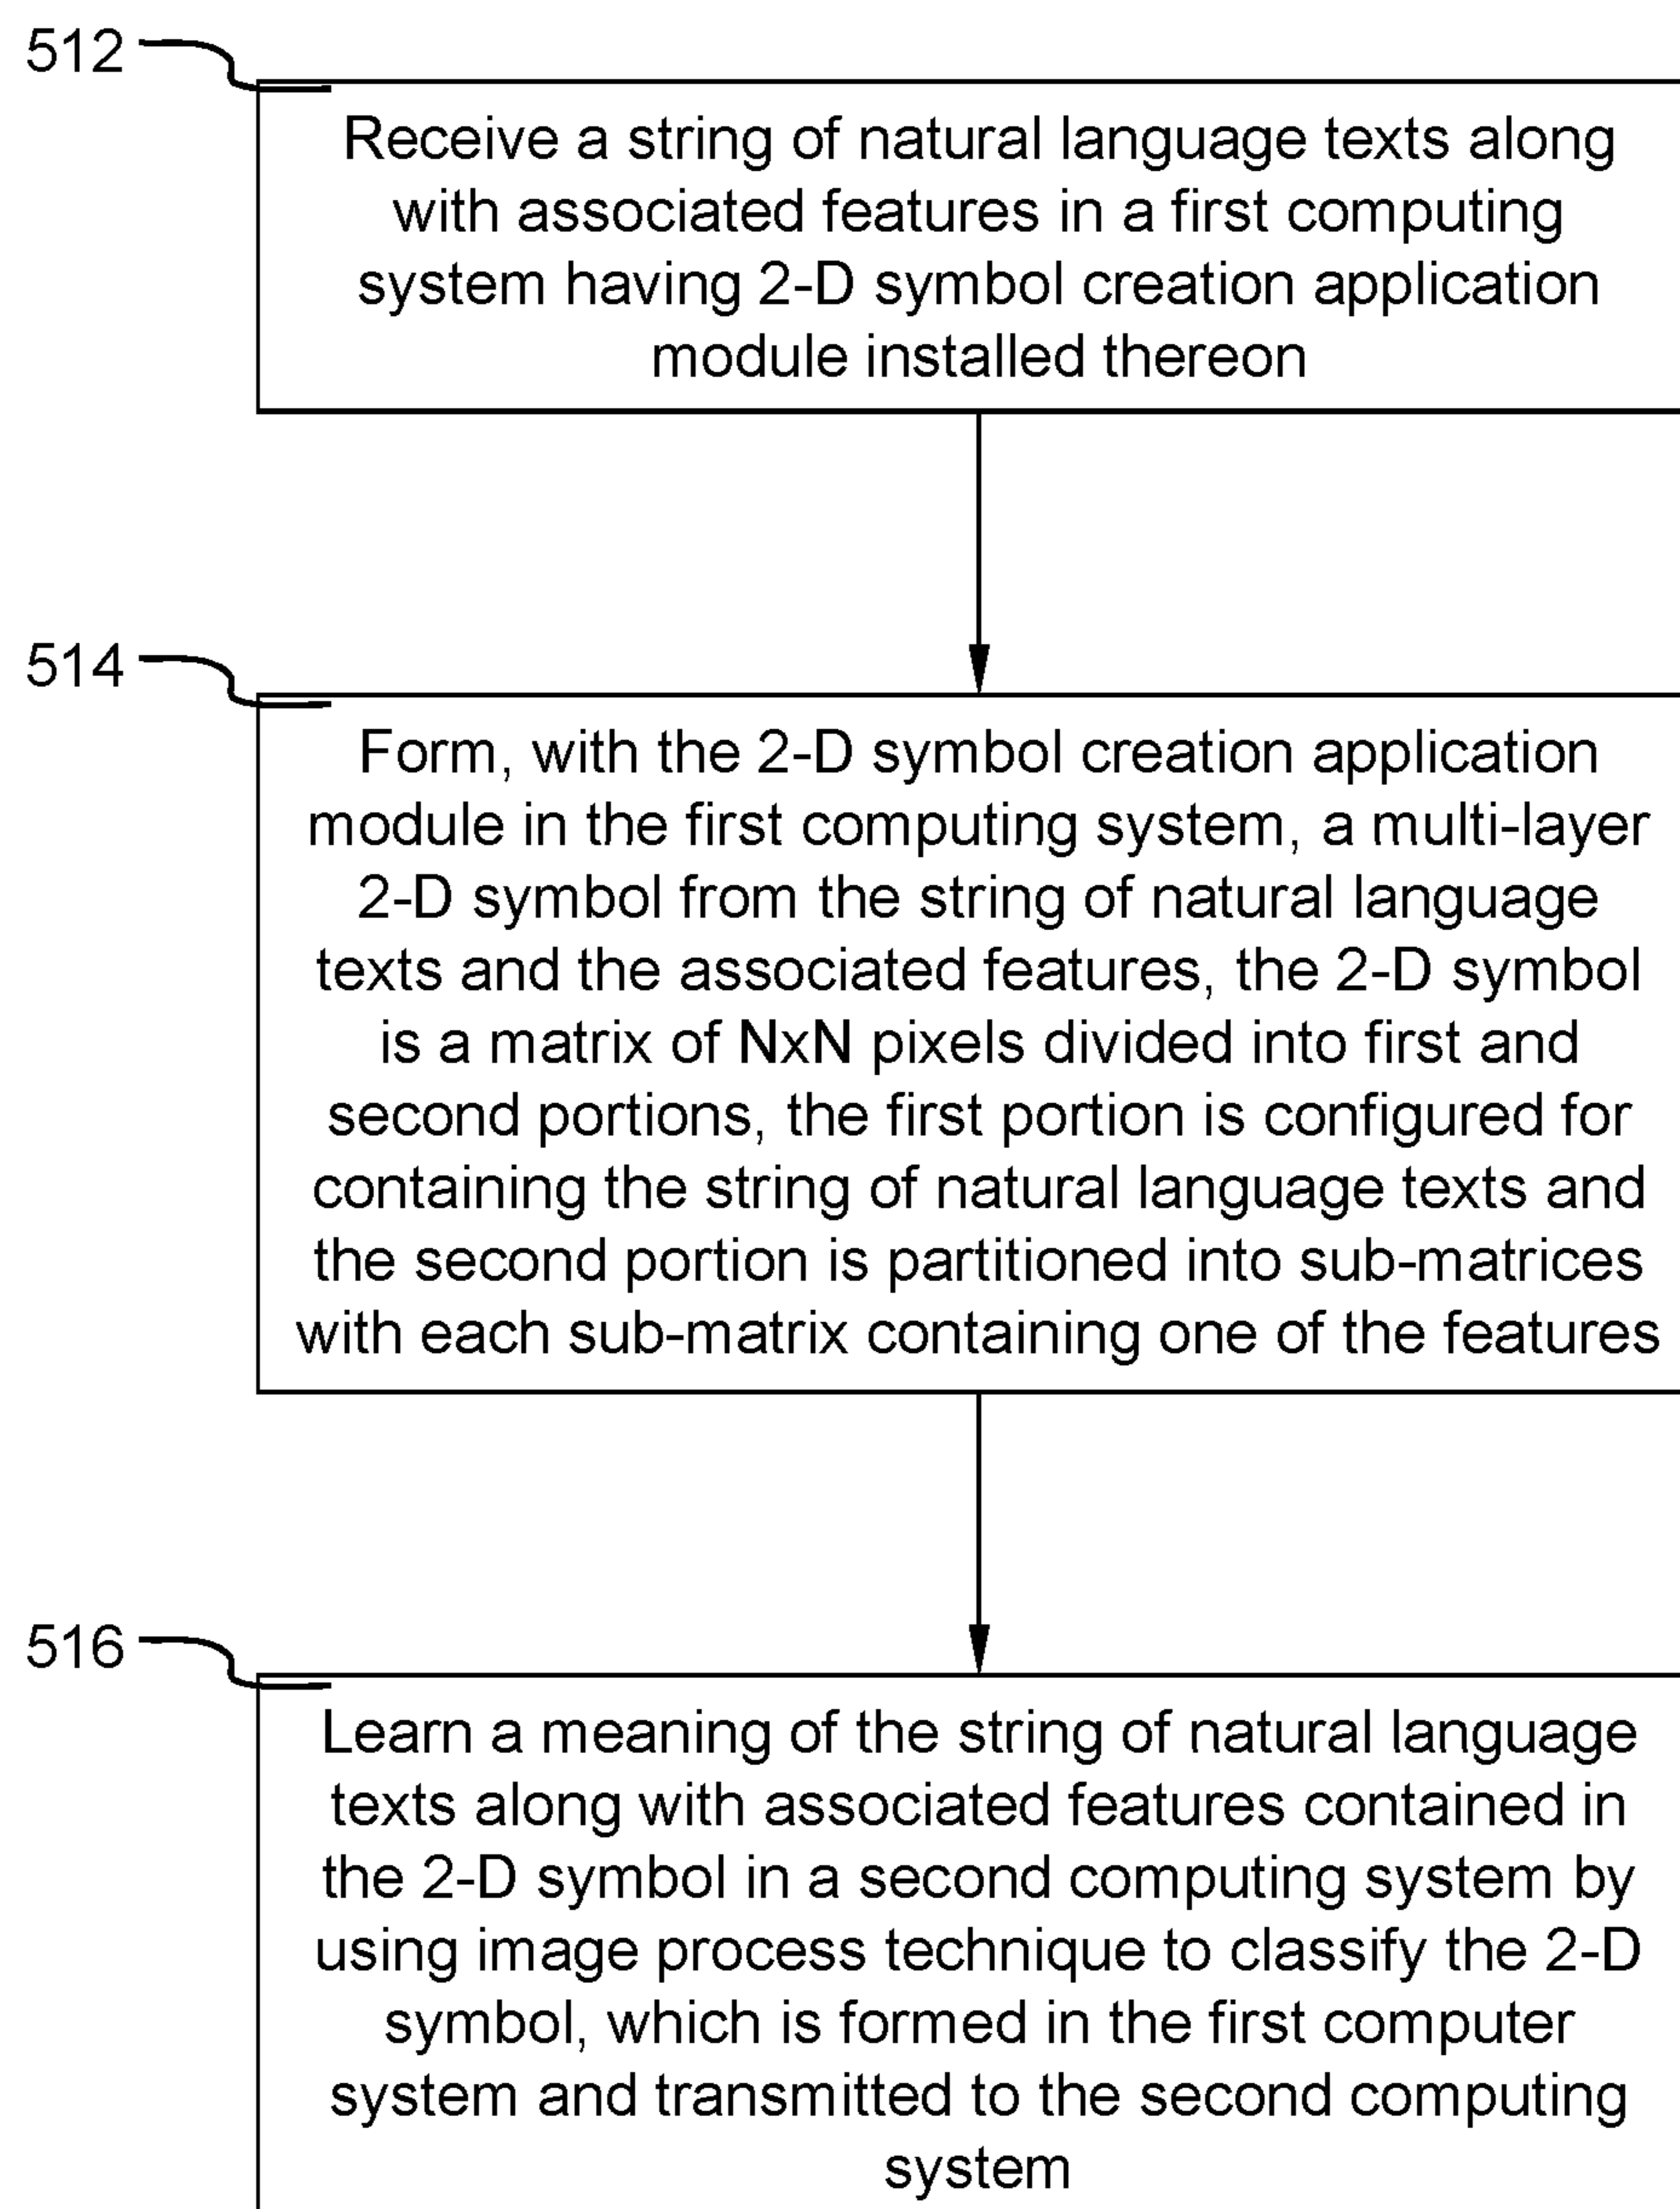 512
Receive a string of natural language texts along
with associated features in a first computing
system having 2-D symbol creation application
module installed thereon
514
Form, with the 2-D symbol creation application
module in the first computing system, a multi-layer
2-D symbol from the string of natural language
texts and the associated features, the 2-D symbol
is a matrix of NxN pixels divided into first and
second portions, the first portion is configured for
containing the string of natural language texts and
the second portion is partitioned into sub-matrices
with each sub-matrix containing one of the features
516
Learn a meaning of the string of natural language
texts along with associated features contained in
the 2-D symbol in a second computing system by
using image process technique to classify the 2-D
symbol, which is formed in the first computer
system and transmitted to the second computing
system